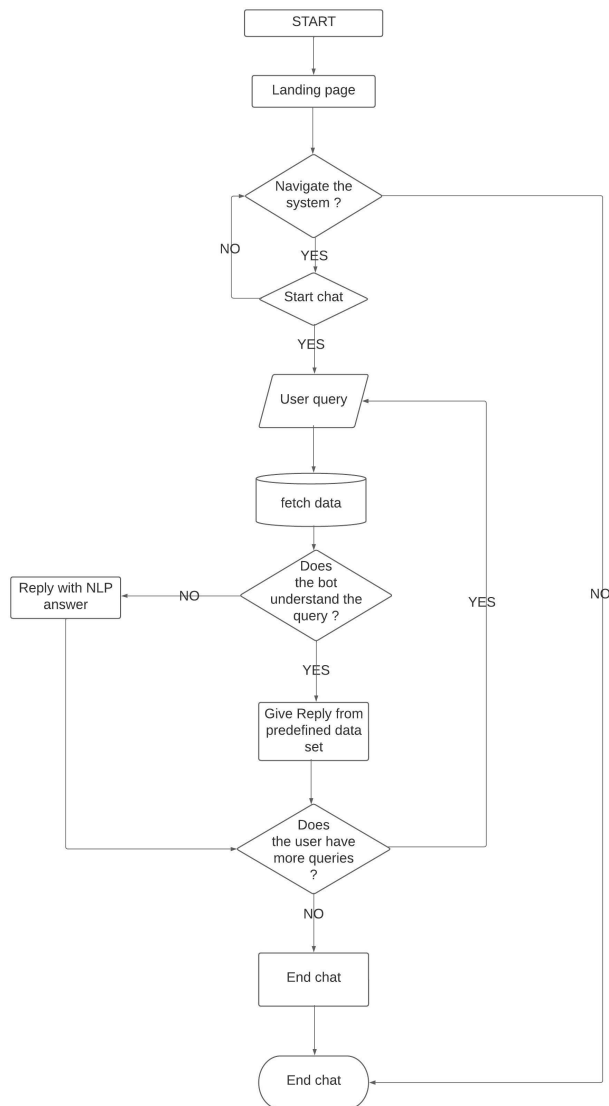 START
Landing page
Navigate the
system ?
NO
YES
Start chat
YES
User query
fetch data
Does
the bot
understand the
query ?
Reply with NLP
answer
NO
YES
NO
YES
Give Reply from
predefined data
set
Does
the user have
more queries
?
NO
End chat
End chat